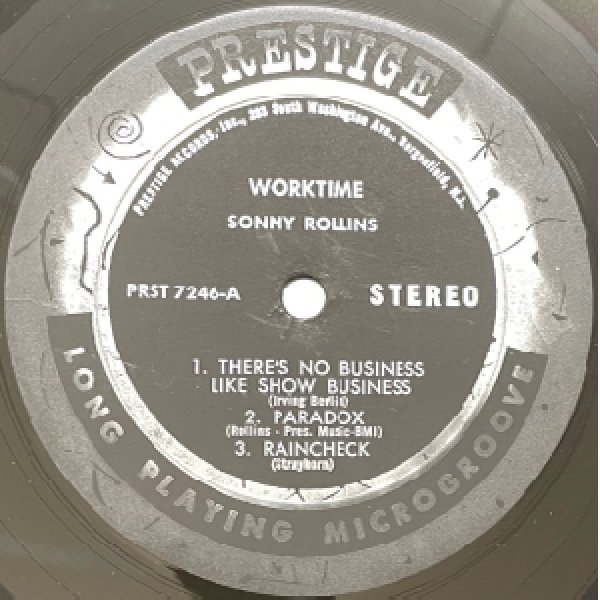 PRESTIGE
PRESTIGE RECORDS, Inc., 203 South Washington Ave., Bergenfield, N.J.
WORKTIME
SONNY ROLLINS
PRST 7246-A
STEREO
1. THERE'S NO BUSINESS
LIKE SHOW BUSINESS
(Irving Berlin)
2. PARADOX
(Rollins - Pres. Music-BMI)
3. RAINCHECK
(Strayhorn)
LONG PLAYING MICROGROOVE